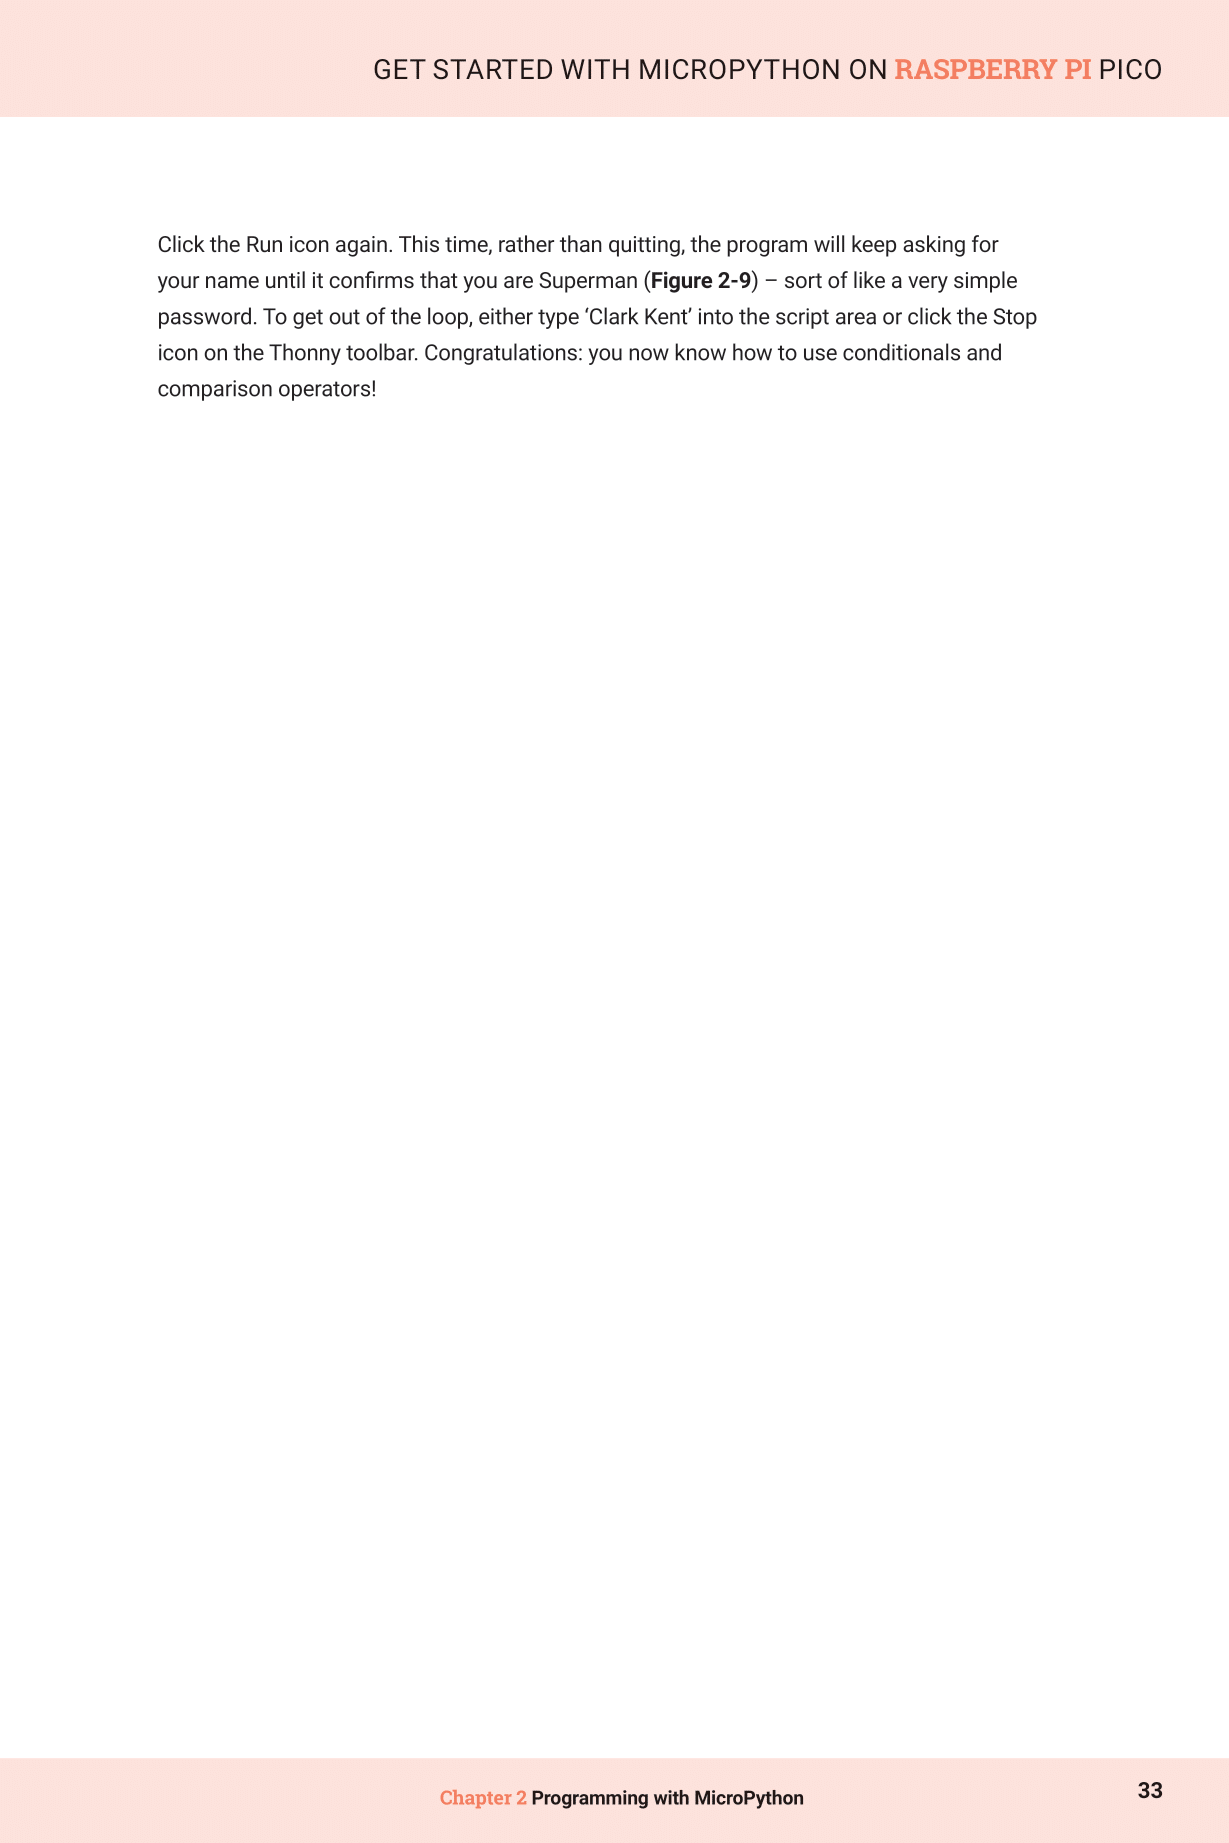 GET STARTED WITH MICROPYTHON ON RASPBERRY PI PICO
Click the Run icon again. This time, rather than quitting, the program will keep asking for
your name until it confirms that you are Superman (Figure 2-9) – sort of like a very simple
password. To get out of the loop, either type ‘Clark Kent’ into the script area or click the Stop
icon on the Thonny toolbar. Congratulations: you now know how to use conditionals and
comparison operators!
Chapter 2 Programming with MicroPython
33